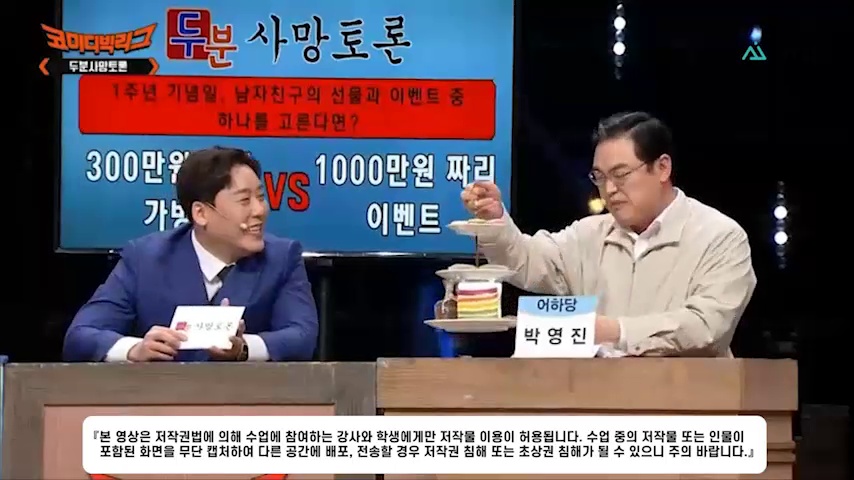 코미디빅리그
두분사망토론
두분 사망토론
1주년 기념일, 남자친구의 선물과 이벤트 중
하나를 고른다면?
300만원
가방
VS
1000만원 짜리
이벤트
두분 사망토론
어하당
박영진
『본 영상은 저작권법에 의해 수업에 참여하는 강사와 학생에게만 저작물 이용이 허용됩니다. 수업 중의 저작물 또는 인물이
포함된 화면을 무단 캡처하여 다른 공간에 배포, 전송할 경우 저작권 침해 또는 초상권 침해가 될 수 있으니 주의 바랍니다.』